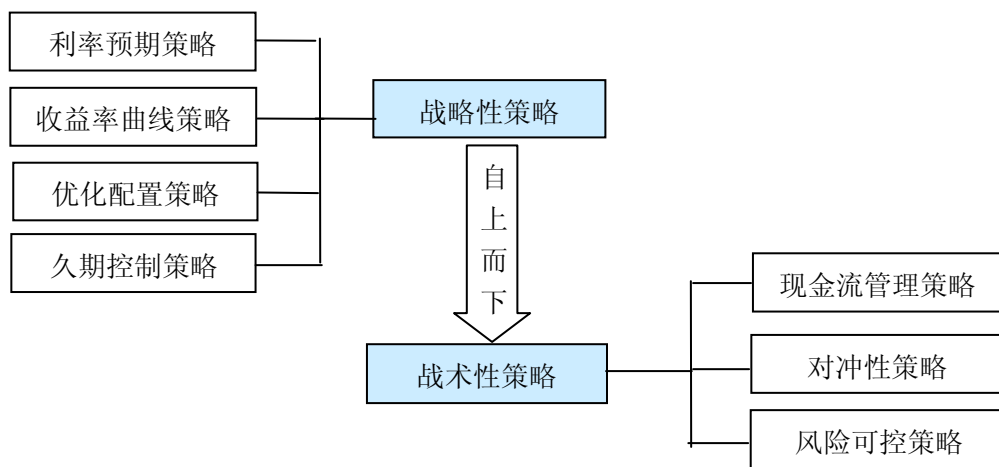 利率预期策略
收益率曲线策略
优化配置策略
久期控制策略
战略性策略
自
上
而
下
战术性策略
现金流管理策略
对冲性策略
风险可控策略